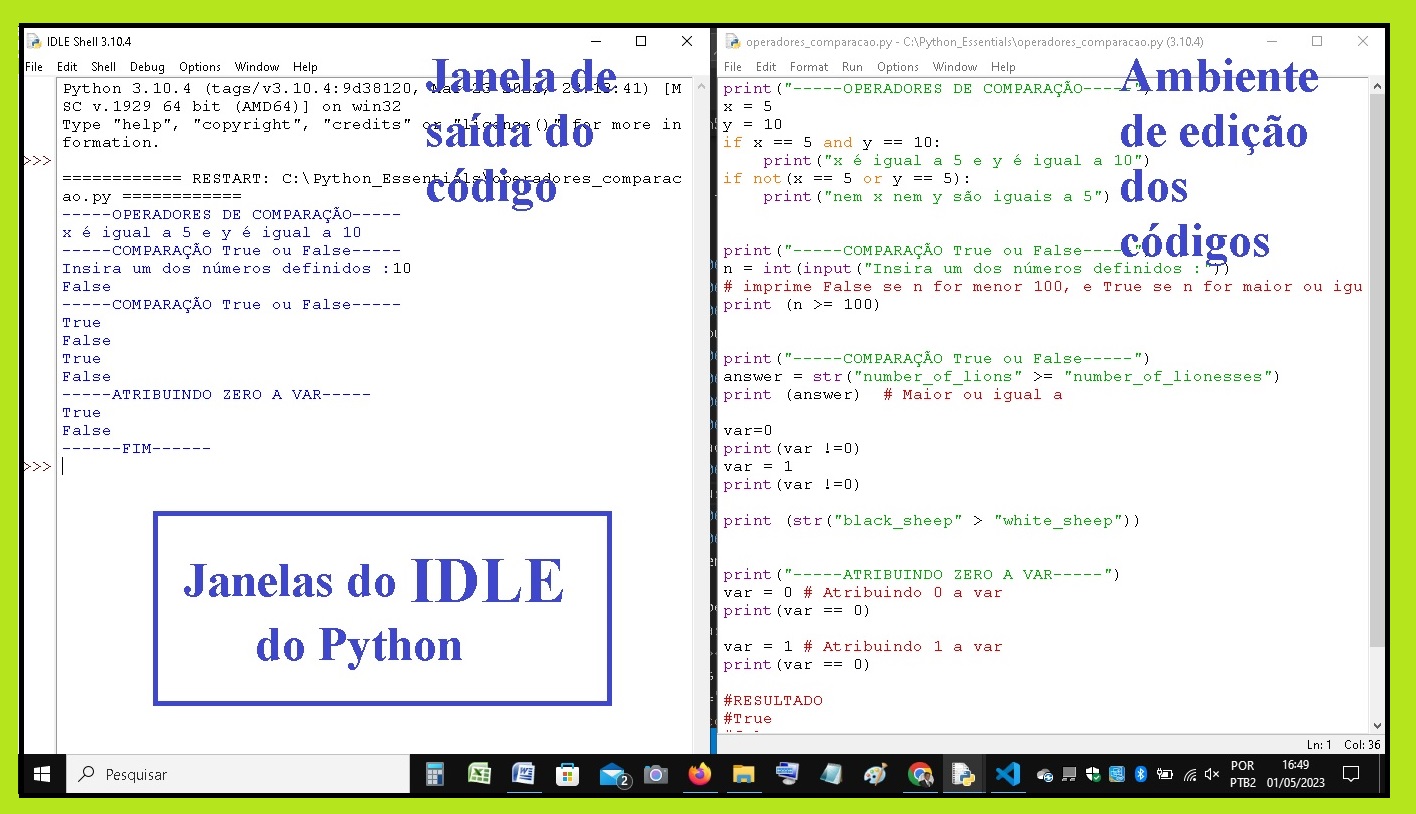 IDLE Shell 3.10.4
File Edit Shell Debug Options Window Help
Janela de
saída do
código
Python 3.10.4 (tags/v3.10.4:9d38120, [M
SC v.1929 64 bit (AMD64)] on win32
Type "help", "copyright", "credits" or "license()" for more in
formation.
>>>
============ RESTART: C:\Python_Essentials\operadores_comparac
ao.py ============
-----OPERADORES DE COMPARAÇÃO-----
x é igual a 5 e y é igual a 10
-----COMPARAÇÃO True ou False-----
Insira um dos números definidos :10
False
-----COMPARAÇÃO True ou False-----
True
False
True
False
-----ATRIBUINDO ZERO A VAR-----
True
False
------FIM------
>>>
Janelas do IDLE
do Python
operadores_comparacao.py - C:\Python_Essentials\operadores_comparacao.py (3.10.4)
File Edit Format Run Options Window Help
Ambiente
de edição
dos
códigos
print("-----OPERADORES DE COMPARAÇÃO-----")
x = 5
y = 10
if x == 5 and y == 10:
    print("x é igual a 5 e y é igual a 10")
if not(x == 5 or y == 5):
    print("nem x nem y são iguais a 5")
print("-----COMPARAÇÃO True ou False-----")
n = int(input("Insira um dos números definidos :"))
# imprime False se n for menor 100, e True se n for maior ou igu
print (n >= 100)
print("-----COMPARAÇÃO True ou False-----")
answer = str("number_of_lions" >= "number_of_lionesses")
print (answer)  # Maior ou igual a
var=0
print(var !=0)
var = 1
print(var !=0)
print (str("black_sheep" > "white_sheep"))
print("-----ATRIBUINDO ZERO A VAR-----")
var = 0 # Atribuindo 0 a var
print(var == 0)
var = 1 # Atribuindo 1 a var
print(var == 0)
#RESULTADO
#True
Ln: 1 Col: 36
Pesquisar
2
POR
PTB2
16:49
01/05/2023